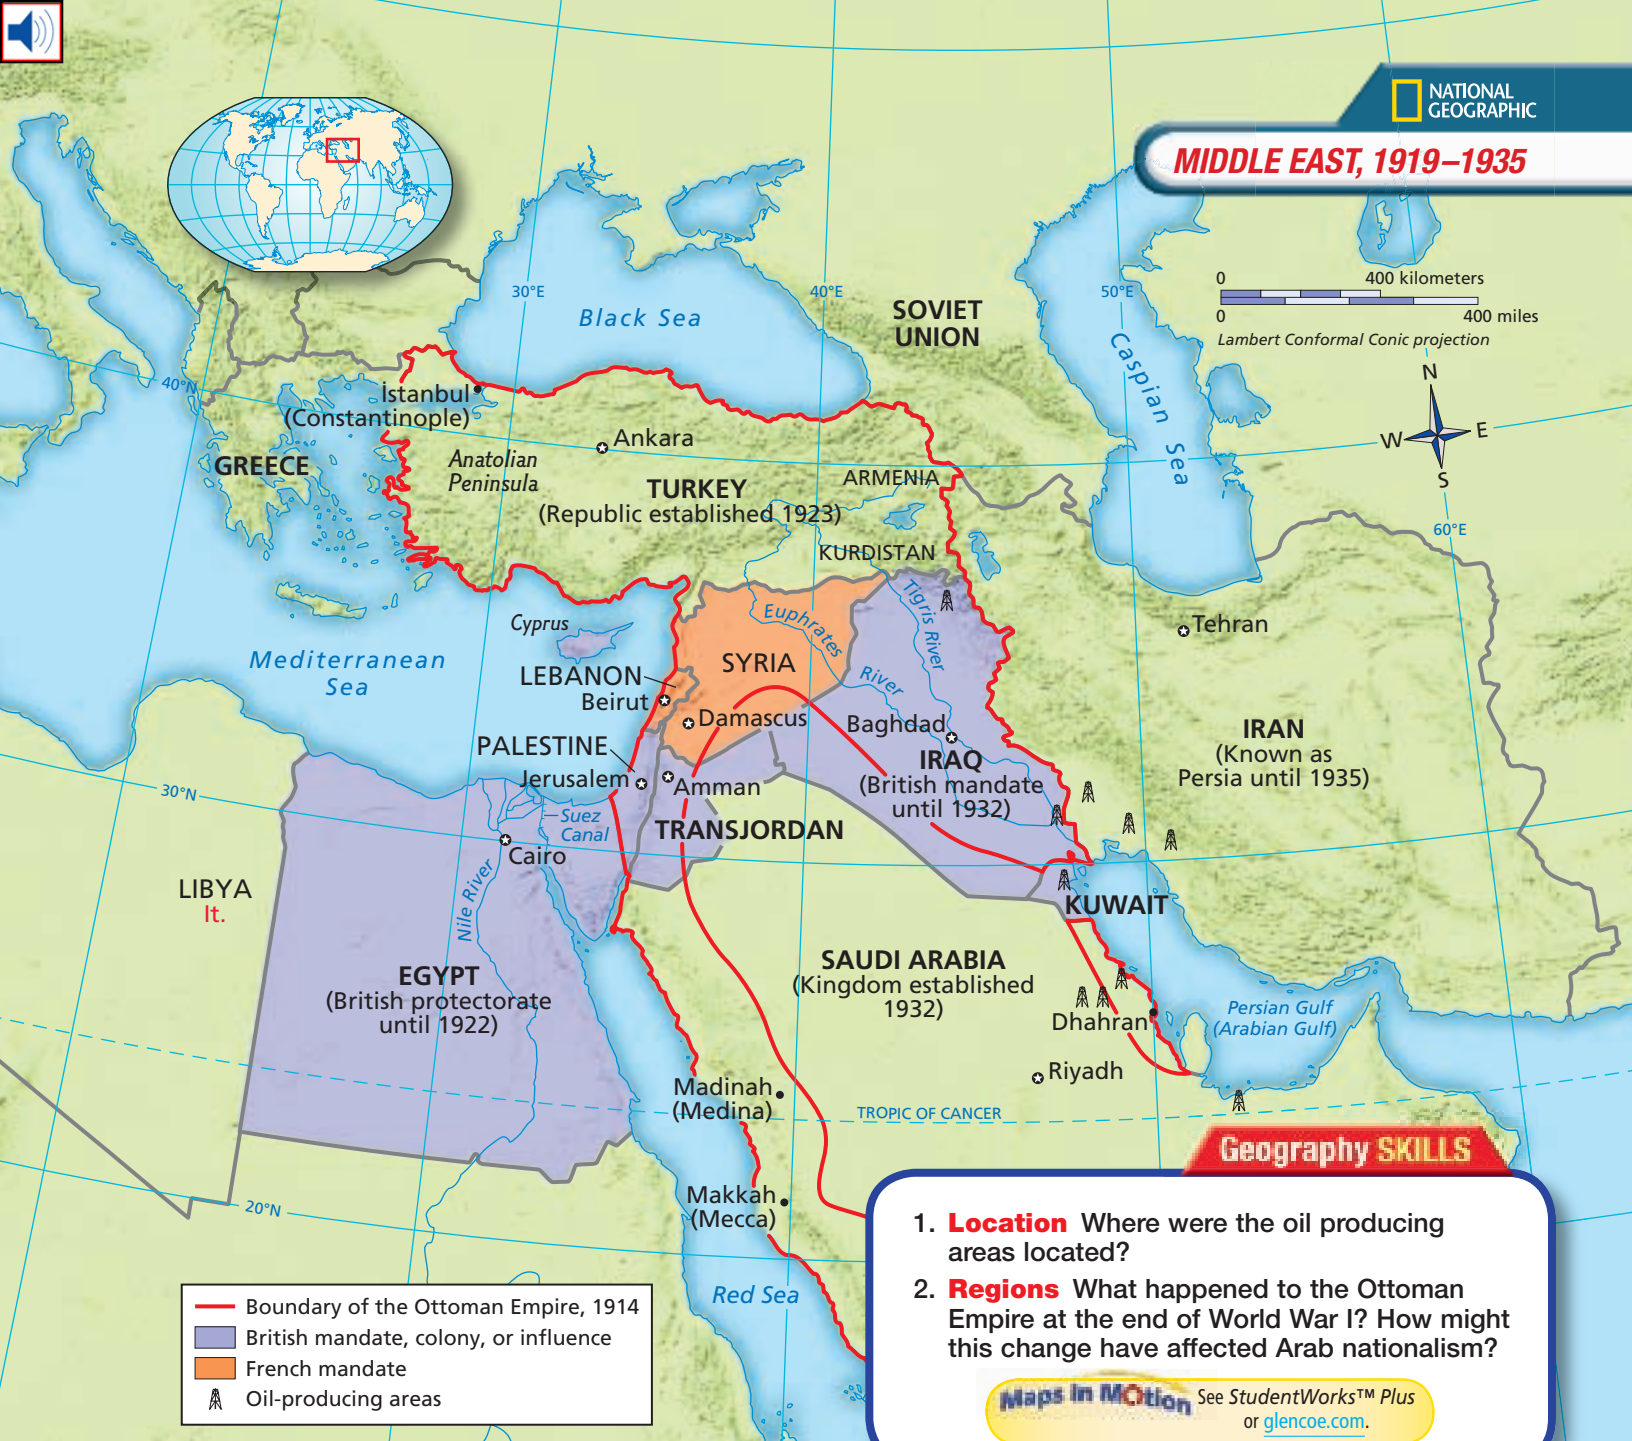 NATIONAL
GEOGRAPHIC
MIDDLE EAST, 1919–1935
0 400 kilometers
0 400 miles
Lambert Conformal Conic projection
N
W E
S
30°E
40°E
50°E
60°E
40°N
30°N
20°N
Black Sea
SOVIET
UNION
Caspian Sea
İstanbul
(Constantinople)
Ankara
GREECE
Anatolian
Peninsula
TURKEY
(Republic established 1923)
ARMENIA
KURDISTAN
Tigris River
Euphrates
River
Tehran
Cyprus
Mediterranean
Sea
LEBANON
Beirut
SYRIA
Damascus
PALESTINE
Jerusalem
Amman
TRANSJORDAN
Baghdad
IRAQ
(British mandate
until 1932)
IRAN
(Known as
Persia until 1935)
Suez
Canal
Cairo
Nile River
LIBYA
It.
EGYPT
(British protectorate
until 1922)
KUWAIT
SAUDI ARABIA
(Kingdom established
1932)
Dhahran
Persian Gulf
(Arabian Gulf)
Riyadh
Madinah
(Medina)
TROPIC OF CANCER
Makkah
(Mecca)
Red Sea
Boundary of the Ottoman Empire, 1914
British mandate, colony, or influence
French mandate
Oil-producing areas
Geography SKILLS
1. Location Where were the oil producing
areas located?
2. Regions What happened to the Ottoman
Empire at the end of World War I? How might
this change have affected Arab nationalism?
Maps In MOtion See StudentWorks™ Plus
or glencoe.com.